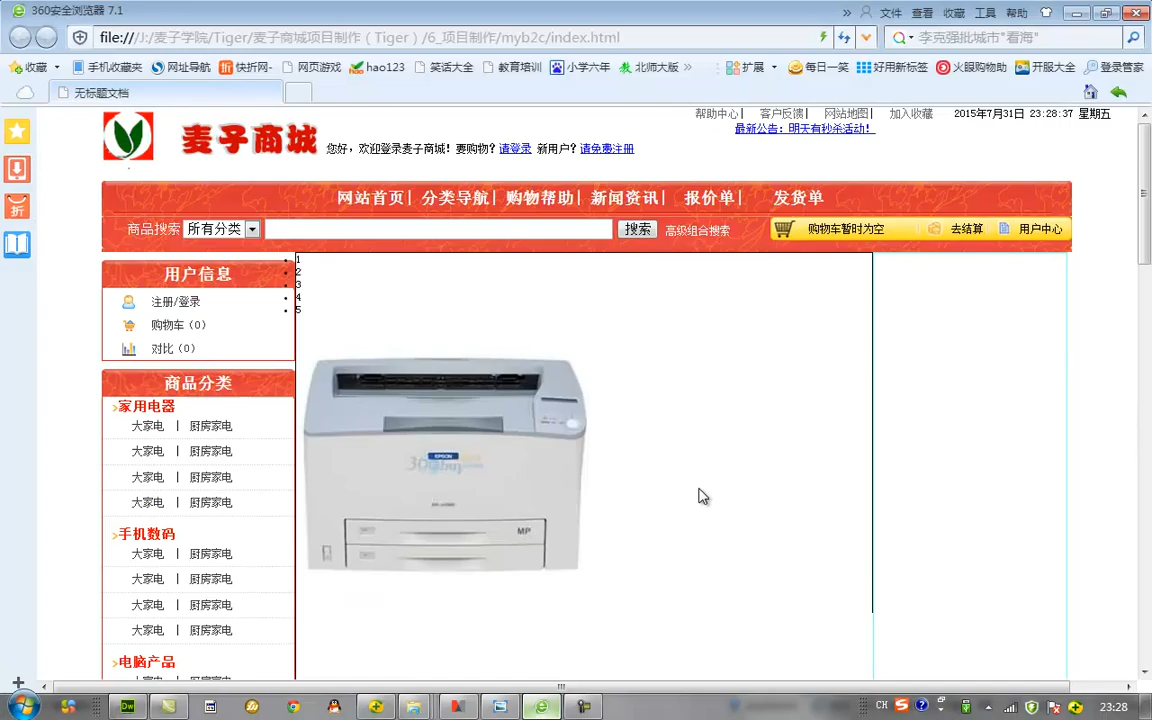 360安全浏览器 7.1
» 文件 查看 收藏 工具 帮助
file:///J:/麦子学院/Tiger/麦子商城项目制作（Tiger）/6_项目制作/myb2c/index.html
李克强批城市"看海"
收藏 手机收藏夹 网址导航 快折网- 网页游戏 hao123 笑话大全 教育培训 小学六年 北师大版 » 扩展 每日一笑 好用新标签 火眼购物助 开服大全 登录管家
无标题文档
折
帮助中心| 客户反馈| 网站地图| 加入收藏 2015年7月31日 23:28:37 星期五
最新公告：明天有秒杀活动！
麦子商城
您好，欢迎登录麦子商城！要购物？请登录 新用户？请免费注册
网站首页| 分类导航| 购物帮助| 新闻资讯| 报价单| 发货单
商品搜索 所有分类 搜索 高级组合搜索 购物车暂时为空 去结算 用户中心
用户信息
注册/登录
购物车（0）
对比（0）
1
2
3
4
5
商品分类
›家用电器
大家电 | 厨房家电
大家电 | 厨房家电
大家电 | 厨房家电
大家电 | 厨房家电
›手机数码
大家电 | 厨房家电
大家电 | 厨房家电
大家电 | 厨房家电
大家电 | 厨房家电
›电脑产品
EPSON
MP
Dw
CH
23:28